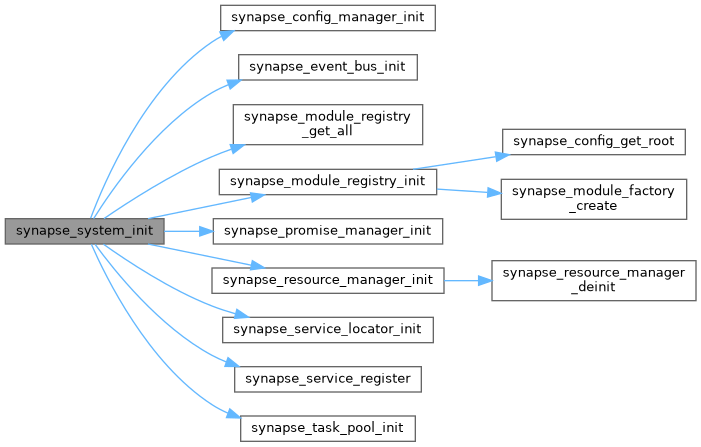 synapse_config_manager_init
synapse_event_bus_init
synapse_module_registry
_get_all
synapse_config_get_root
synapse_module_registry_init
synapse_module_factory
_create
synapse_system_init
synapse_promise_manager_init
synapse_resource_manager_init
synapse_resource_manager
_deinit
synapse_service_locator_init
synapse_service_register
synapse_task_pool_init